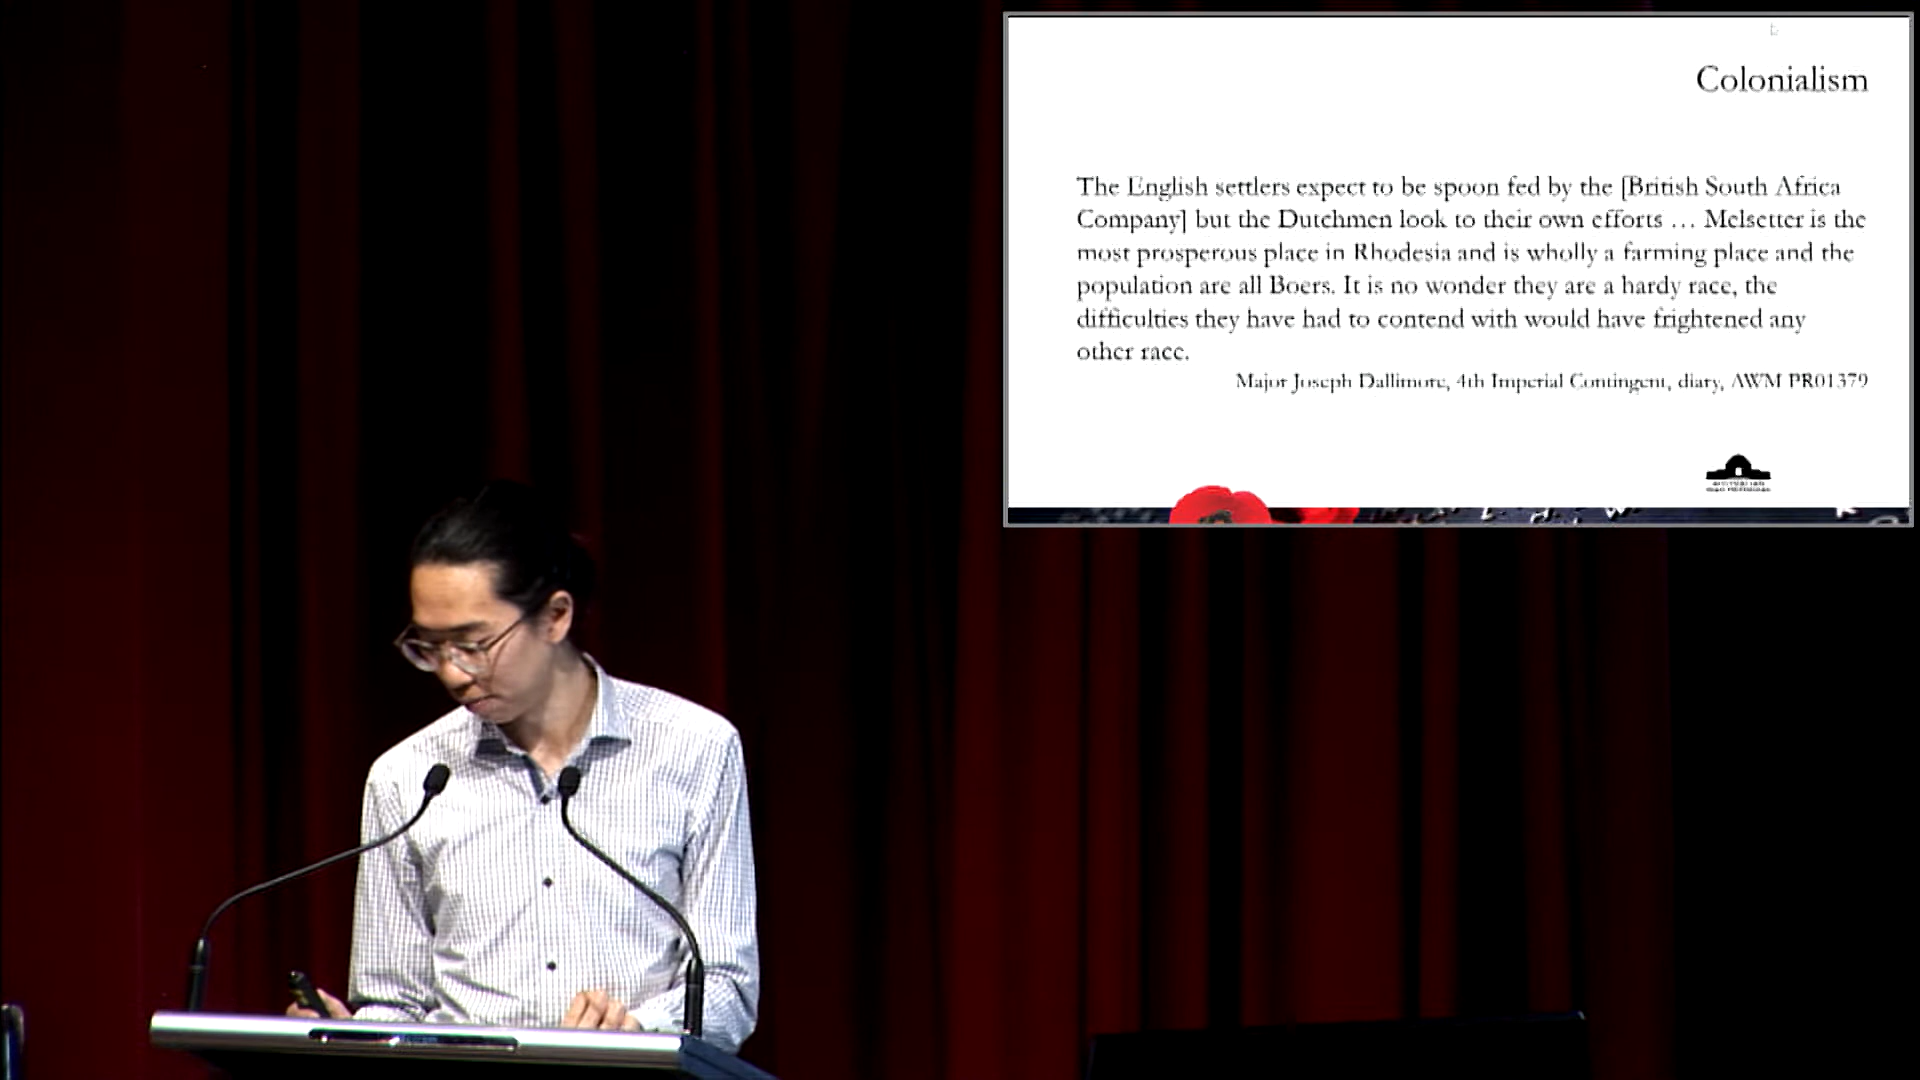 Colonialism
The English settlers expect to be spoon fed by the [British South Africa
Company] but the Dutchmen look to their own efforts … Melsetter is the
most prosperous place in Rhodesia and is wholly a farming place and the
population are all Boers. It is no wonder they are a hardy race, the
difficulties they have had to contend with would have frightened any
other race.
Major Joseph Dallimore, 4th Imperial Contingent, diary, AWM PR01379
AUSTRALIAN
WAR MEMORIAL